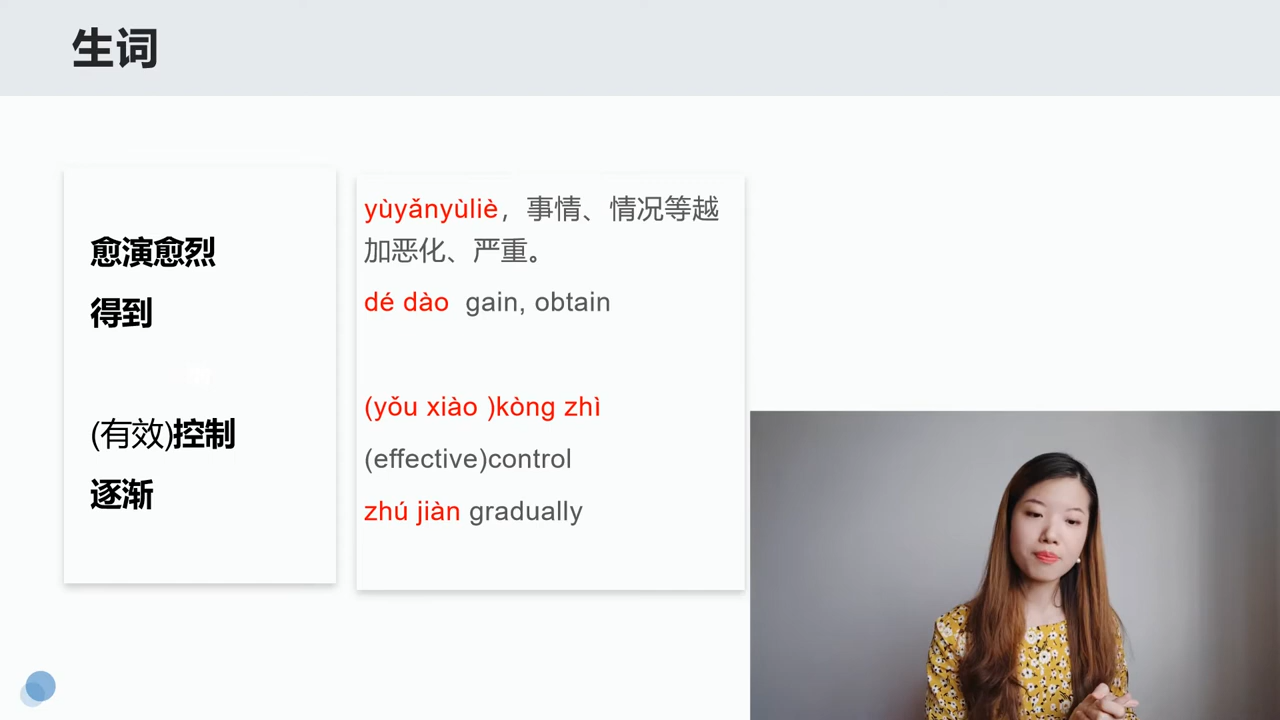 生词
愈演愈烈
得到
(有效)控制
逐渐
yùyǎnyùliè，事情、情况等越
加恶化、严重。
dé dào gain, obtain
(yǒu xiào )kòng zhì
(effective)control
zhú jiàn gradually